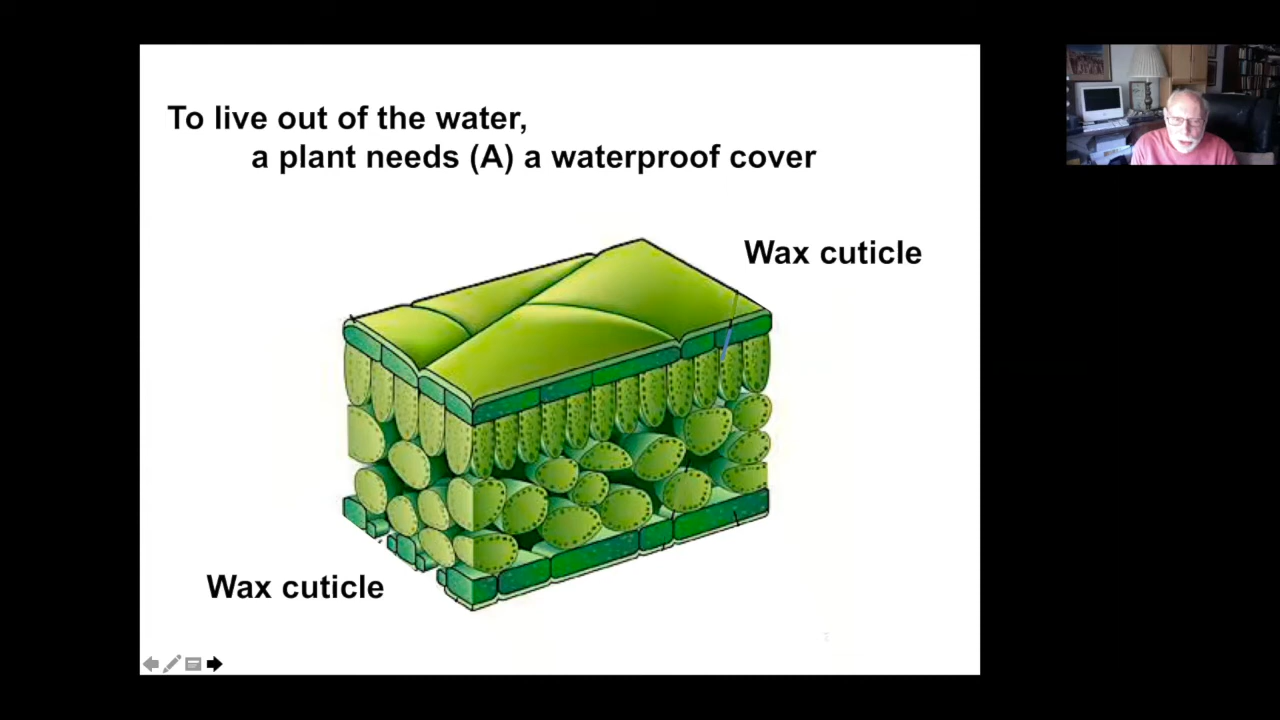 To live out of the water,
a plant needs (A) a waterproof cover
Wax cuticle
Wax cuticle